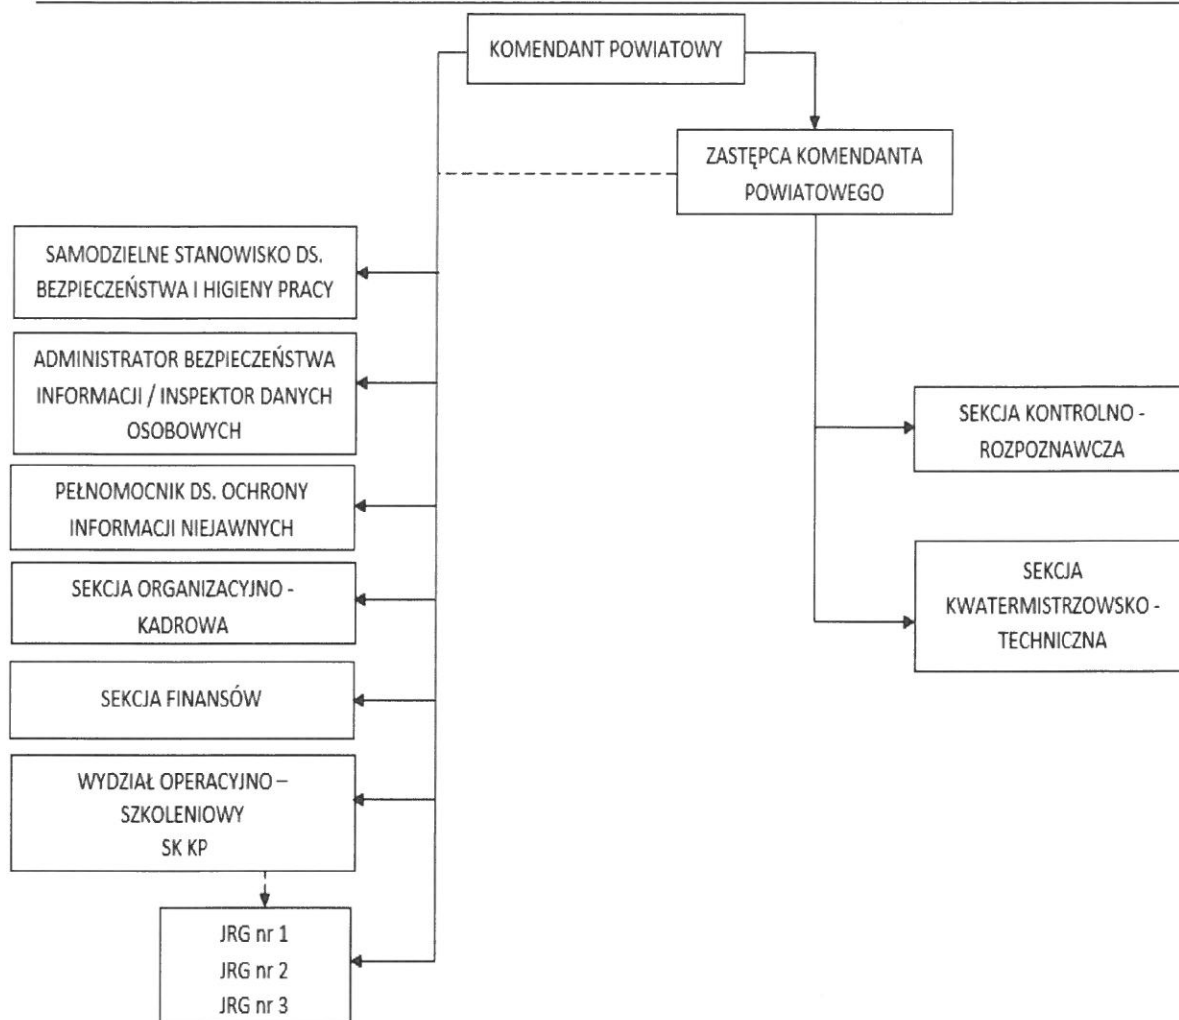 KOMENDANT POWIATOWY
ZASTĘPCA KOMENDANTA
POWIATOWEGO
SAMODZIELNE STANOWISKO DS.
BEZPIECZEŃSTWA I HIGIENY PRACY
ADMINISTRATOR BEZPIECZEŃSTWA
INFORMACJI / INSPEKTOR DANYCH
OSOBOWYCH
PEŁNOMOCNIK DS. OCHRONY
INFORMACJI NIEJAWNYCH
SEKCJA ORGANIZACYJNO -
KADROWA
SEKCJA FINANSÓW
WYDZIAŁ OPERACYJNO –
SZKOLENIOWY
SK KP
JRG nr 1
JRG nr 2
JRG nr 3
SEKCJA KONTROLNO -
ROZPOZNAWCZA
SEKCJA
KWATERMISTRZOWSKO -
TECHNICZNA